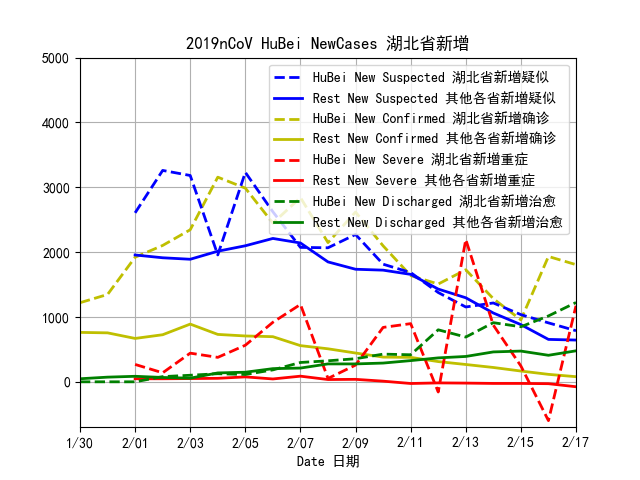 2019nCoV HuBei NewCases 湖北省新增
HuBei New Suspected 湖北省新增疑似
Rest New Suspected 其他各省新增疑似
HuBei New Confirmed 湖北省新增确诊
Rest New Confirmed 其他各省新增确诊
HuBei New Severe 湖北省新增重症
Rest New Severe 其他各省新增重症
HuBei New Discharged 湖北省新增治愈
Rest New Discharged 其他各省新增治愈
5000
4000
3000
2000
1000
0
1/30 2/01 2/03 2/05 2/07 2/09 2/11 2/13 2/15 2/17
Date 日期